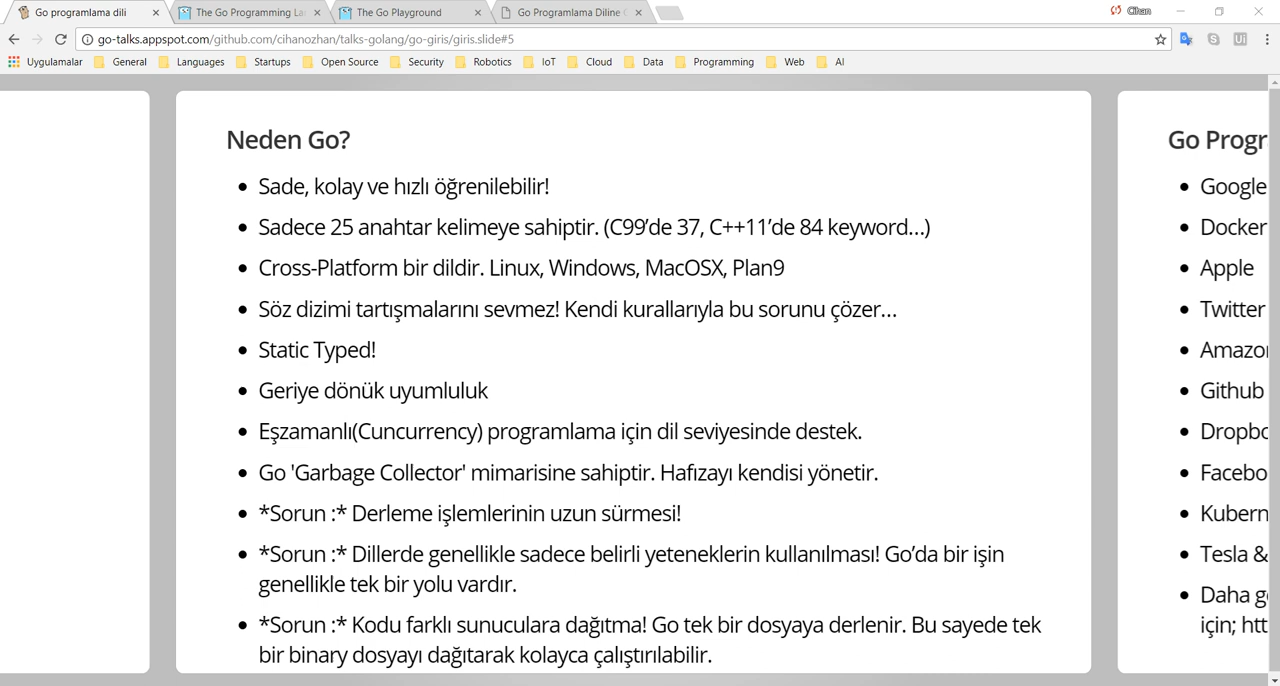 Go programlama dili
The Go Programming La
The Go Playground
Go Programlama Diline
Cihan
go-talks.appspot.com/github.com/cihanozhan/talks-golang/go-giris/giris.slide#5
Uygulamalar
General
Languages
Startups
Open Source
Security
Robotics
IoT
Cloud
Data
Programming
Web
AI
Neden Go?
Sade, kolay ve hızlı öğrenilebilir!
Sadece 25 anahtar kelimeye sahiptir. (C99’de 37, C++11’de 84 keyword...)
Cross-Platform bir dildir. Linux, Windows, MacOSX, Plan9
Söz dizimi tartışmalarını sevmez! Kendi kurallarıyla bu sorunu çözer...
Static Typed!
Geriye dönük uyumluluk
Eşzamanlı(Cuncurrency) programlama için dil seviyesinde destek.
Go 'Garbage Collector' mimarisine sahiptir. Hafızayı kendisi yönetir.
*Sorun :* Derleme işlemlerinin uzun sürmesi!
*Sorun :* Dillerde genellikle sadece belirli yeteneklerin kullanılması! Go’da bir işin
genellikle tek bir yolu vardır.
*Sorun :* Kodu farklı sunuculara dağıtma! Go tek bir dosyaya derlenir. Bu sayede tek
bir binary dosyayı dağıtarak kolayca çalıştırılabilir.
Go Progr
Google
Docker
Apple
Twitter
Amazo
Github
Dropbo
Facebo
Kubern
Tesla &
Daha g
için; htt